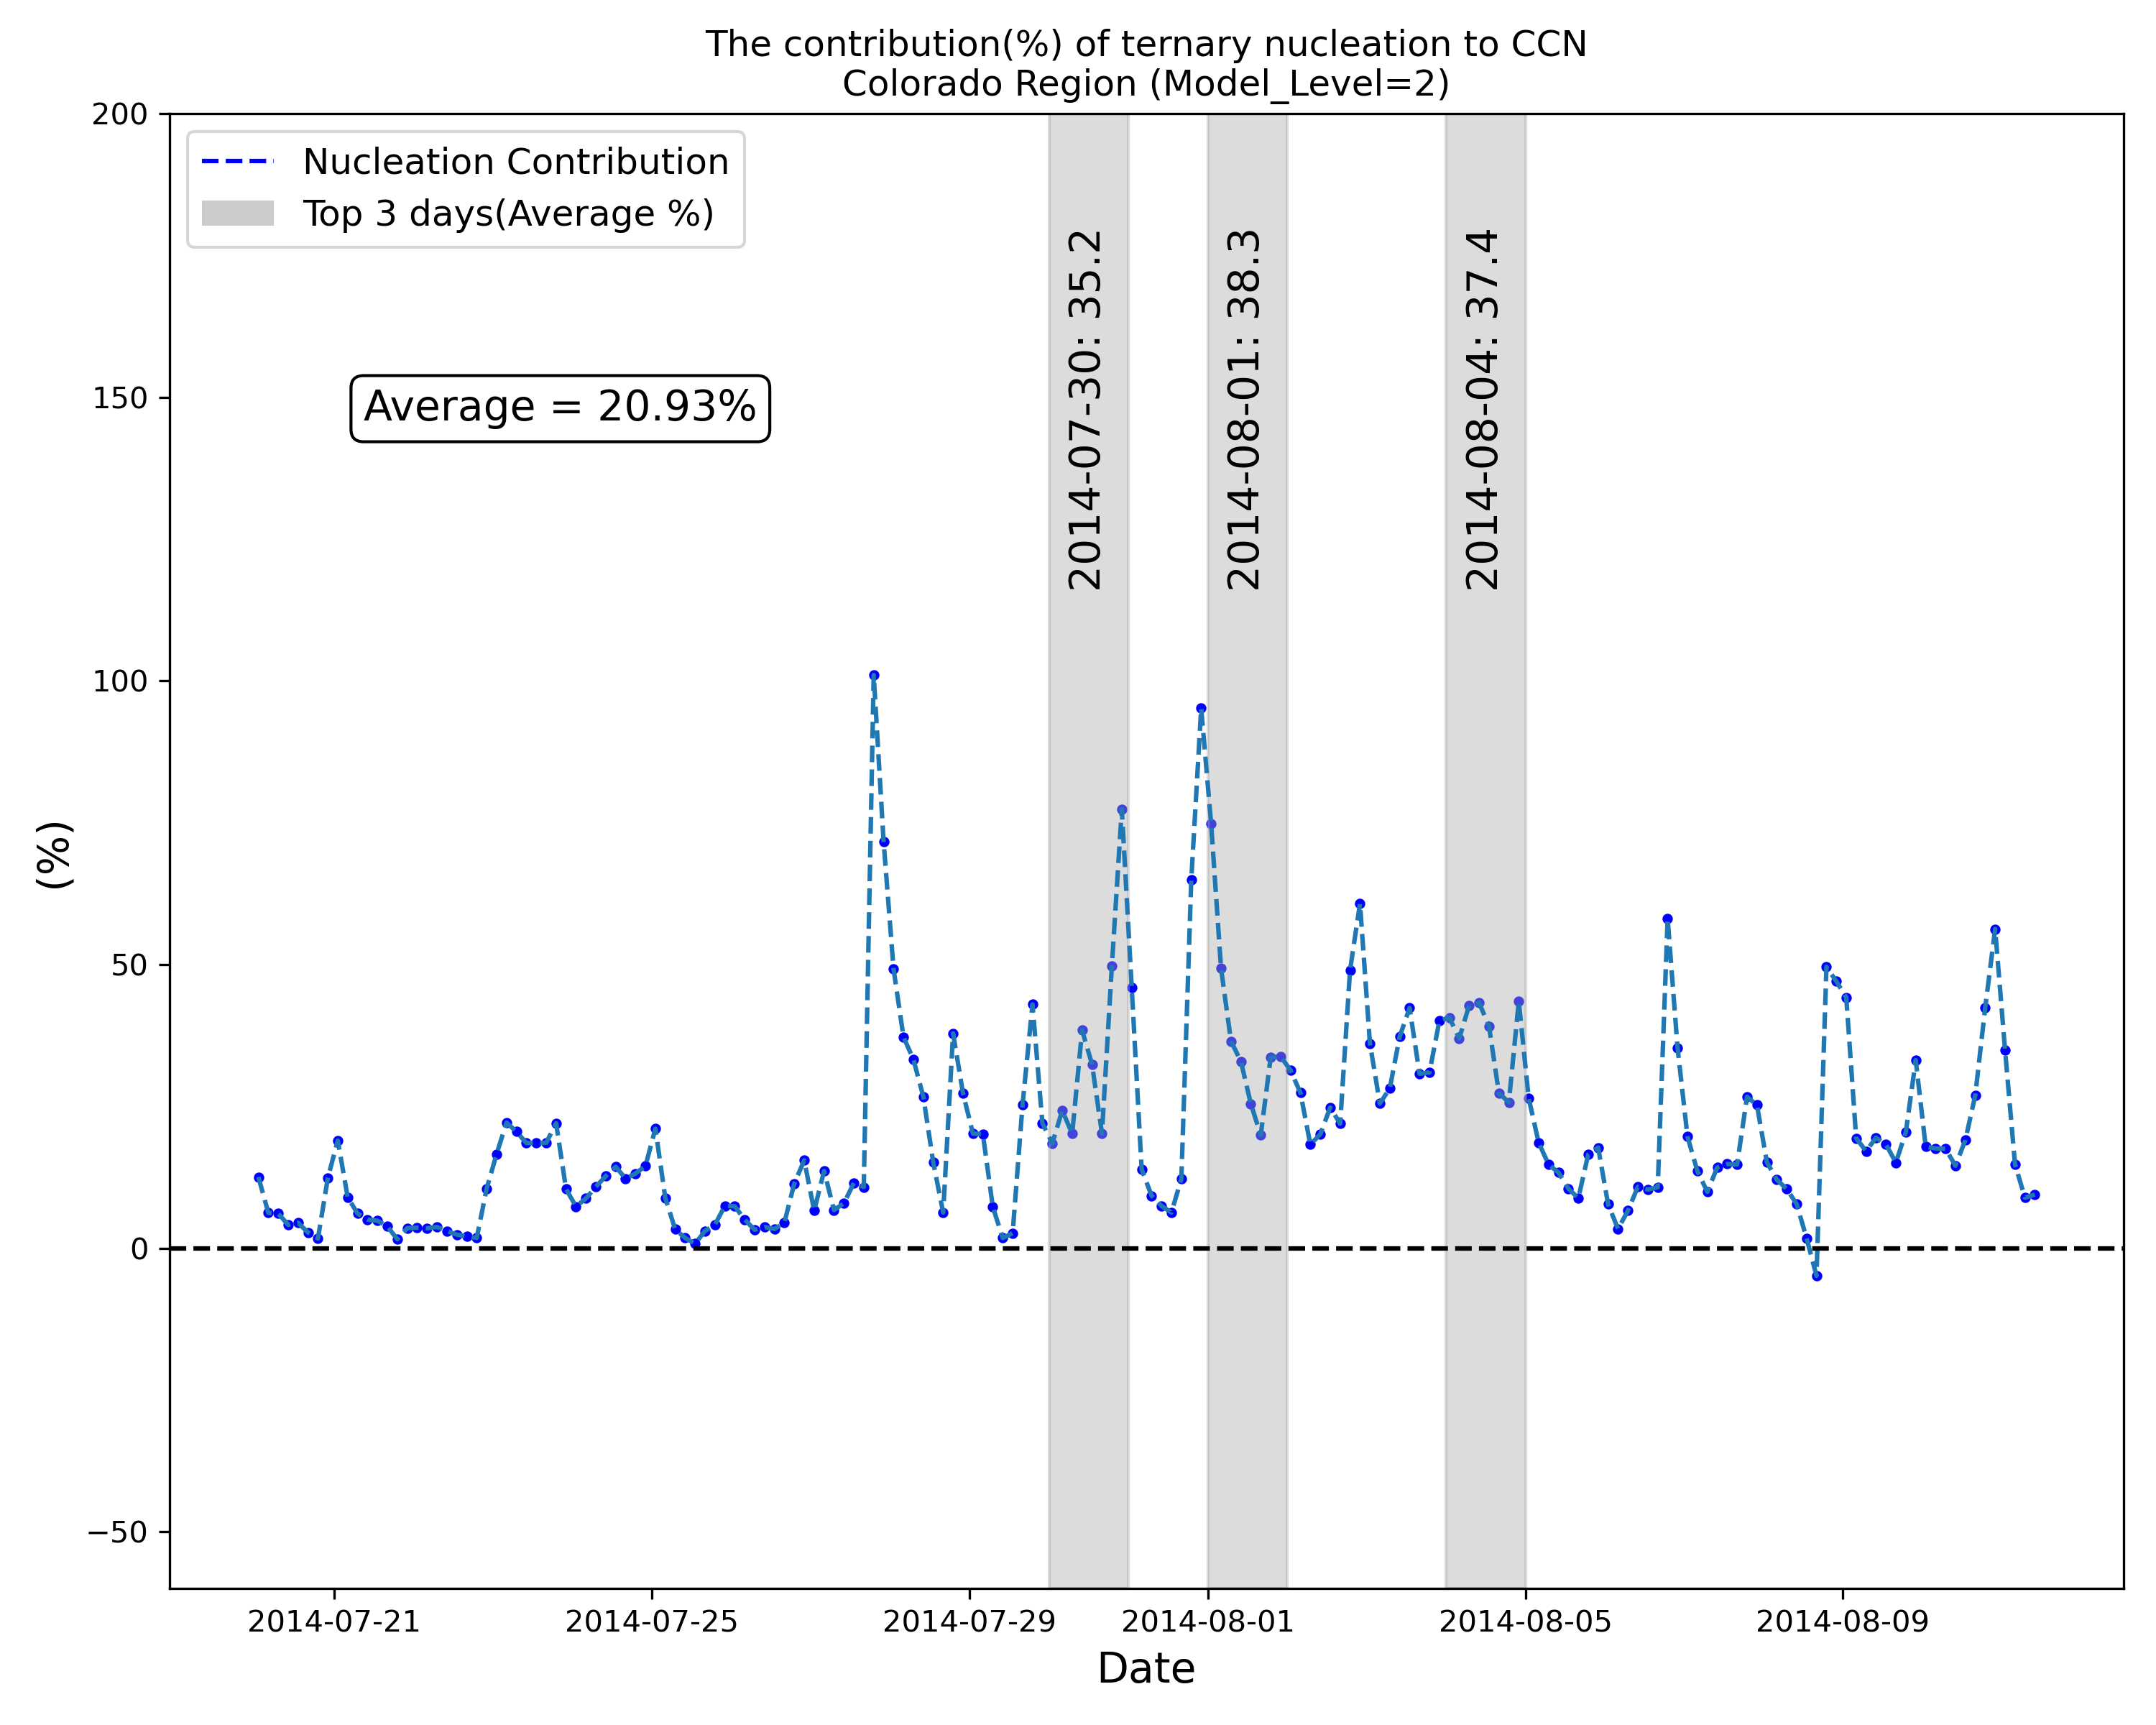 The contribution(%) of ternary nucleation to CCN
Colorado Region (Model_Level=2)
200
150
100
50
0
−50
(%)
Nucleation Contribution
Top 3 days(Average %)
Average = 20.93%
2014-07-30: 35.2
2014-08-01: 38.3
2014-08-04: 37.4
2014-07-21
2014-07-25
2014-07-29
2014-08-01
2014-08-05
2014-08-09
Date